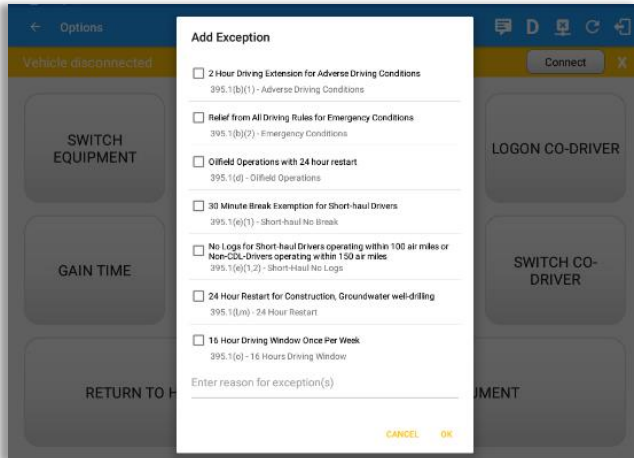 Options
D
Vehicle disconnected
Connect
X
SWITCH
EQUIPMENT
LOGON CO-DRIVER
GAIN TIME
SWITCH CO-
DRIVER
RETURN TO H
UMENT
Add Exception
2 Hour Driving Extension for Adverse Driving Conditions
395.1(b)(1) - Adverse Driving Conditions
Relief from All Driving Rules for Emergency Conditions
395.1(b)(2) - Emergency Conditions
Oilfield Operations with 24 hour restart
395.1(d) - Oilfield Operations
30 Minute Break Exemption for Short-haul Drivers
395.1(e)(1) - Short-haul No Break
No Logs for Short-haul Drivers operating within 100 air miles or
Non-CDL-Drivers operating within 150 air miles
395.1(e)(1,2) - Short-Haul No Logs
24 Hour Restart for Construction, Groundwater well-drilling
395.1(l,m) - 24 Hour Restart
16 Hour Driving Window Once Per Week
395.1(o) - 16 Hours Driving Window
Enter reason for exception(s)
CANCEL OK